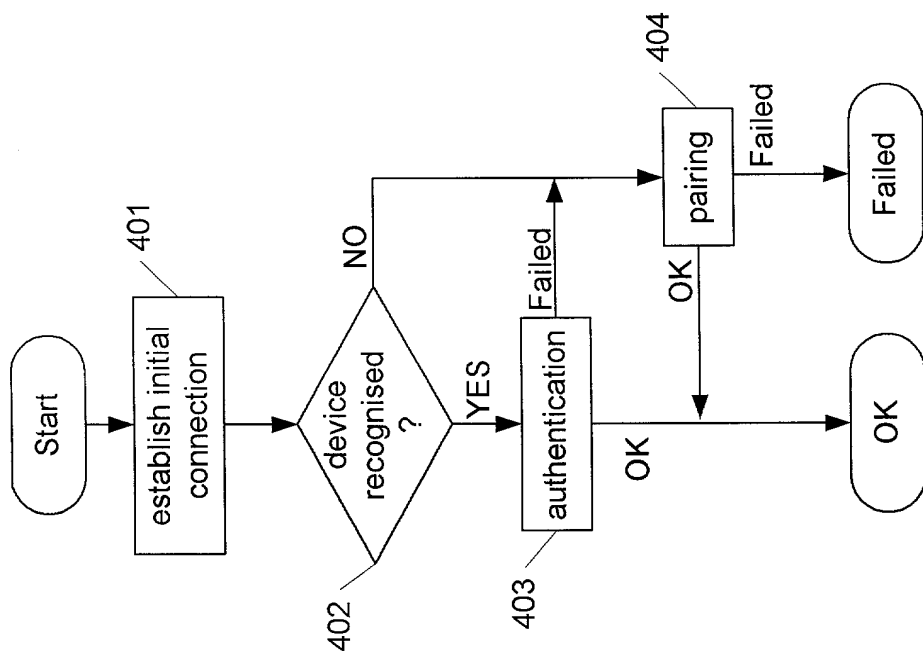 Start
401
establish initial
connection
402
device
recognised
?
NO
YES
403
authentication
Failed
OK
404
pairing
OK
Failed
OK
Failed